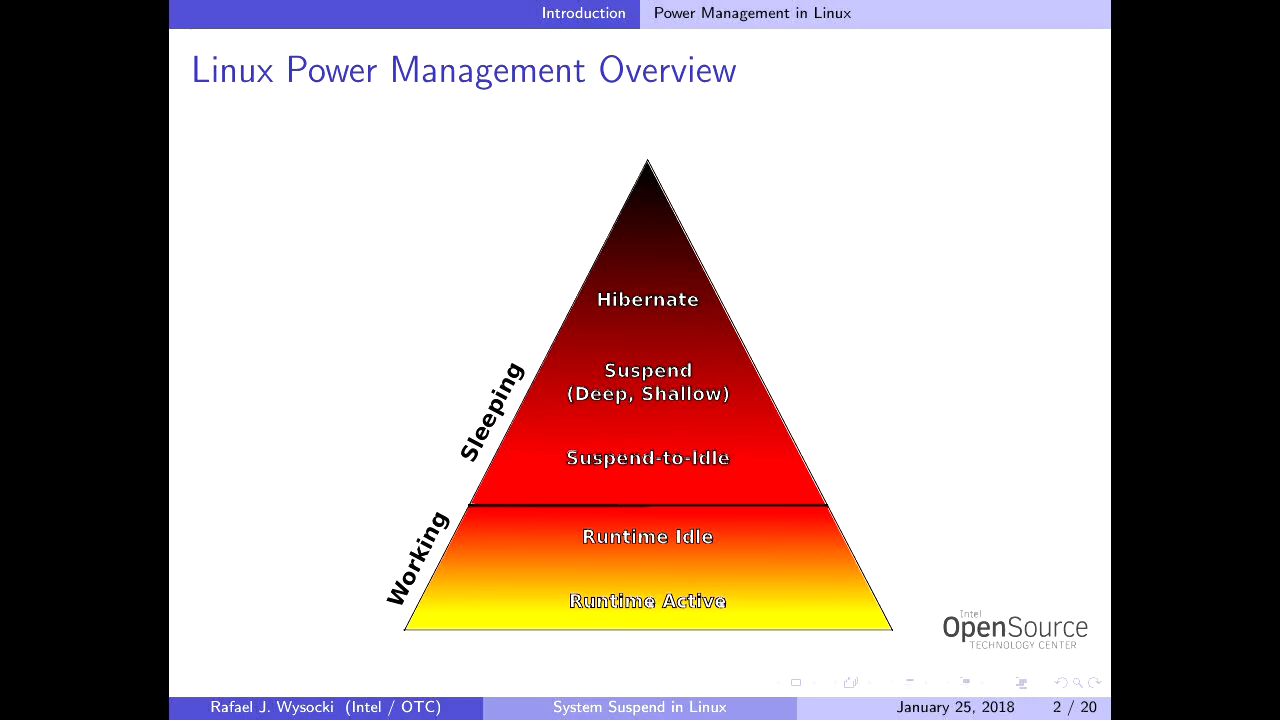 Introduction
Power Management in Linux
Linux Power Management Overview
Hibernate
Suspend
(Deep, Shallow)
Sleeping
Suspend-to-Idle
Working
Runtime Idle
Runtime Active
Intel
OpenSource
TECHNOLOGY CENTER
Rafael J. Wysocki (Intel / OTC)
System Suspend in Linux
January 25, 2018
2 / 20